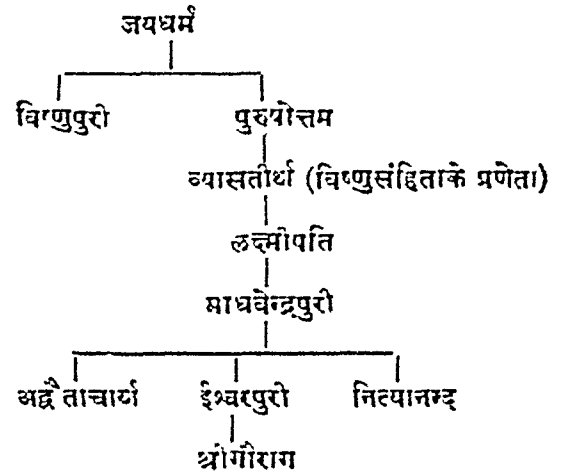 जयधर्म
विष्णुपुरी पुरुषोत्तम
व्यासतीर्थ (विष्णुसंहिताके प्रणेता)
लक्ष्मीपति
माधवेन्द्रपुरी
अद्वैताचार्य ईश्वरपुरी नित्यानन्द
श्रीगौरांग